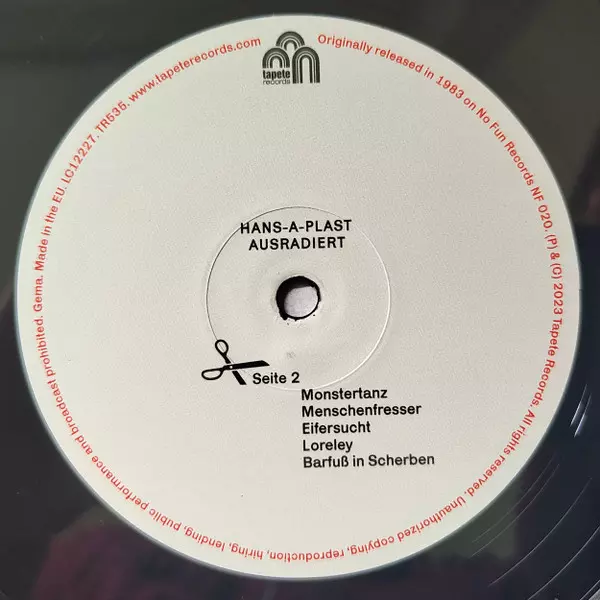 tapete
records
Originally released in 1983 on No Fun Records NF 020. (P) & (C) 2023 Tapete Records. All rights reserved. Unauthorized copying, reproduction, hiring, lending, public performance and broadcast prohibited. Gema. Made in the EU. LC12227. TR535. www.tapeterecords.com
HANS-A-PLAST
AUSRADIERT
Seite 2
Monstertanz
Menschenfresser
Eifersucht
Loreley
Barfuß in Scherben